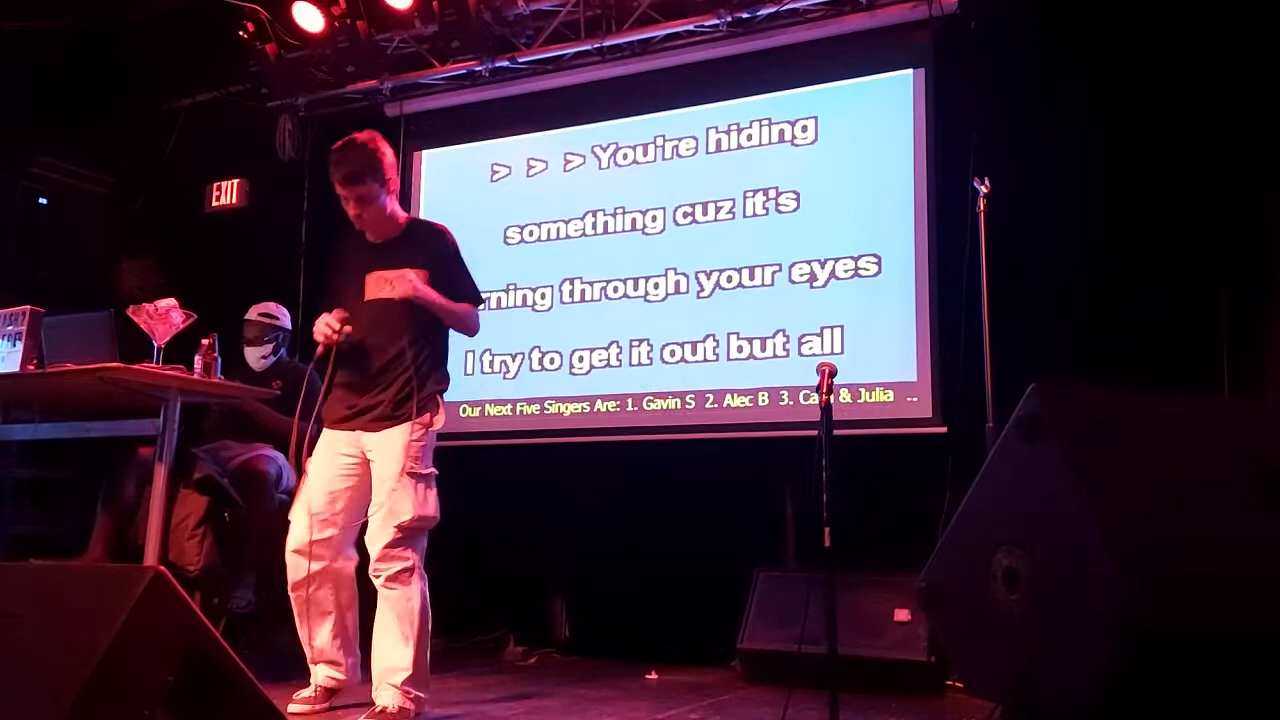 > > > You're hiding
something cuz it's
rning through your eyes
I try to get it out but all
Our Next Five Singers Are: 1. Gavin S 2. Alec B 3. & Julia ..
EXIT